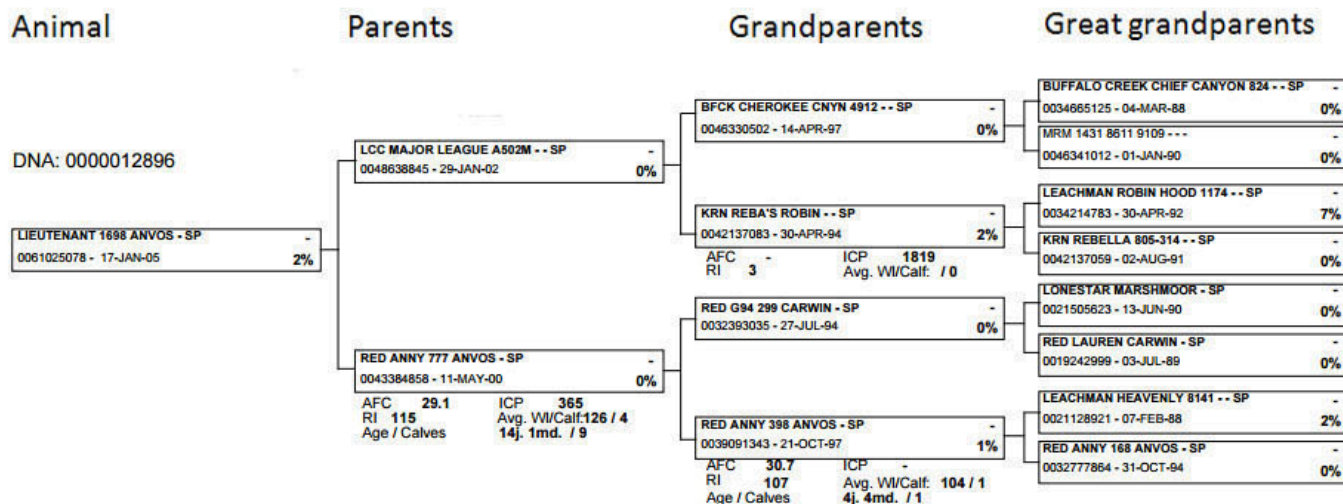 Animal
Parents
Grandparents
Great grandparents
DNA: 0000012896
LIEUTENANT 1698 ANVOS - SP -
0061025078 - 17-JAN-05 2%
LCC MAJOR LEAGUE A502M - - SP -
0048638845 - 29-JAN-02 0%
RED ANNY 777 ANVOS - SP -
0043384858 - 11-MAY-00 0%
AFC 29.1 ICP 365
RI 115 Avg. WI/Calf:126 / 4
Age / Calves 14j. 1md. / 9
BFCK CHEROKEE CNYN 4912 - - SP -
0046330502 - 14-APR-97 0%
KRN REBA'S ROBIN - - SP -
0042137083 - 30-APR-94 2%
AFC - ICP 1819
RI 3 Avg. WI/Calf: / 0
RED G94 299 CARWIN - SP -
0032393035 - 27-JUL-94 0%
RED ANNY 398 ANVOS - SP -
0039091343 - 21-OCT-97 1%
AFC 30.7 ICP -
RI 107 Avg. WI/Calf: 104 / 1
Age / Calves 4j. 4md. / 1
BUFFALO CREEK CHIEF CANYON 824 - - SP -
0034665125 - 04-MAR-88 0%
MRM 1431 8611 9109 - - - -
0046341012 - 01-JAN-90 0%
LEACHMAN ROBIN HOOD 1174 - - SP -
0034214783 - 30-APR-92 7%
KRN REBELLA 805-314 - - SP -
0042137059 - 02-AUG-91 0%
LONESTAR MARSHMOOR - SP -
0021505623 - 13-JUN-90 0%
RED LAUREN CARWIN - SP -
0019242999 - 03-JUL-89 0%
LEACHMAN HEAVENLY 8141 - - SP -
0021128921 - 07-FEB-88 2%
RED ANNY 168 ANVOS - SP -
0032777864 - 31-OCT-94 0%